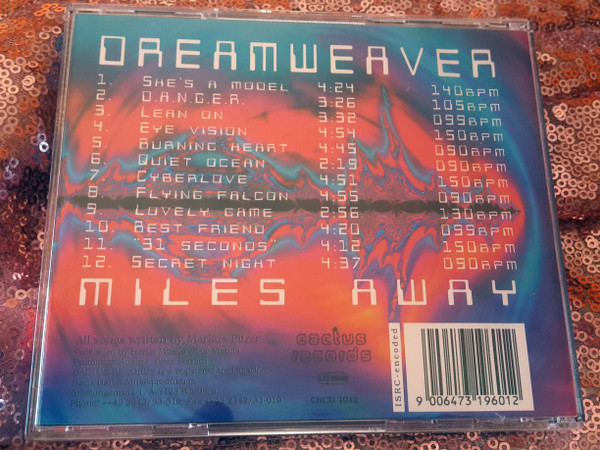 DREAMWEAVER
1. SHE'S A MODEL 4:24 140BPM
2. D.A.N.G.E.R. 3:26 105BPM
3. LEAN ON 3:32 099BPM
4. EYE VISION 4:54 150BPM
5. BURNING HEART 4:45 090BPM
6. QUIET OCEAN 2:19 090BPM
7. CYBERLOVE 4:51 150BPM
8. FLYING FALCON 4:55 090BPM
9. LOVELY GAME 2:56 130BPM
10. BEST FRIEND 4:20 099BPM
11. "31 SECONDS" 4:12 150BPM
12. SECRET NIGHT 4:37 090BPM
MILES AWAY
All songs written by Markus Pitzer
is a registered
cactus
records
CRCD 1012
ISRC-encoded
9 006473 196012